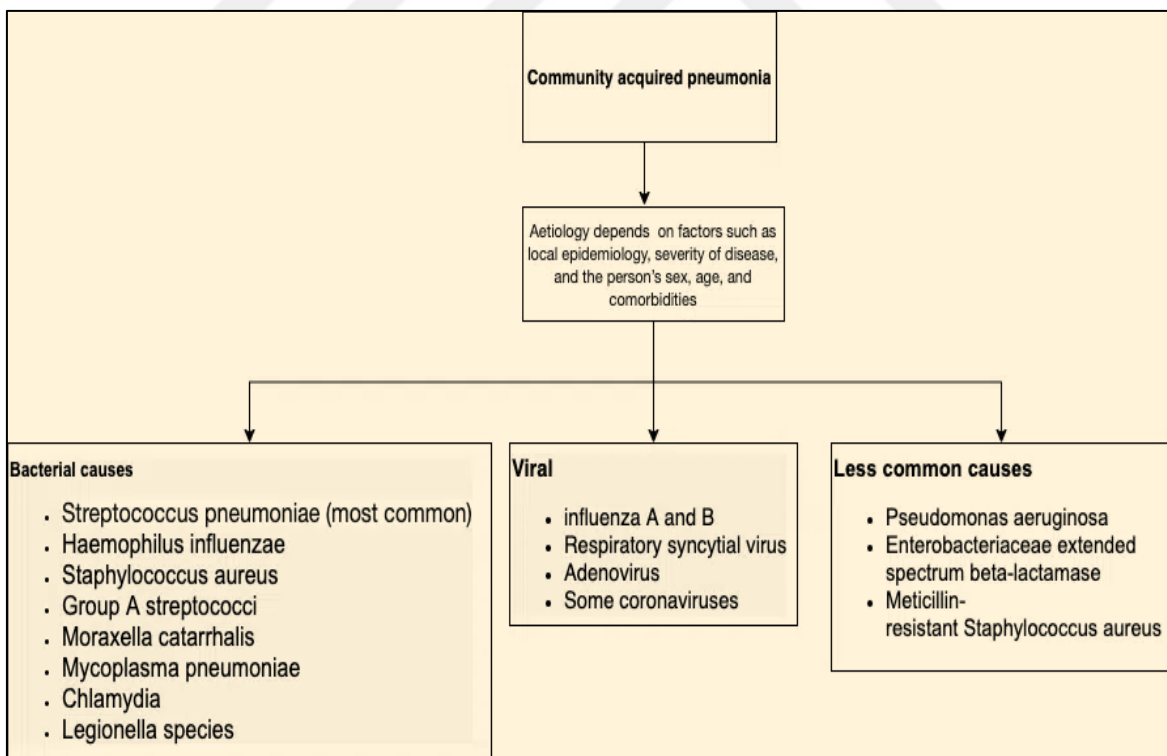 Community acquired pneumonia
Aetiology depends on factors such as
local epidemiology, severity of disease,
and the person's sex, age, and
comorbidities
Bacterial causes
• Streptococcus pneumoniae (most common)
• Haemophilus influenzae
• Staphylococcus aureus
• Group A streptococci
• Moraxella catarrhalis
• Mycoplasma pneumoniae
• Chlamydia
• Legionella species
Viral
• influenza A and B
• Respiratory syncytial virus
• Adenovirus
• Some coronaviruses
Less common causes
• Pseudomonas aeruginosa
• Enterobacteriaceae extended
spectrum beta-lactamase
• Meticillin-
resistant Staphylococcus aureus